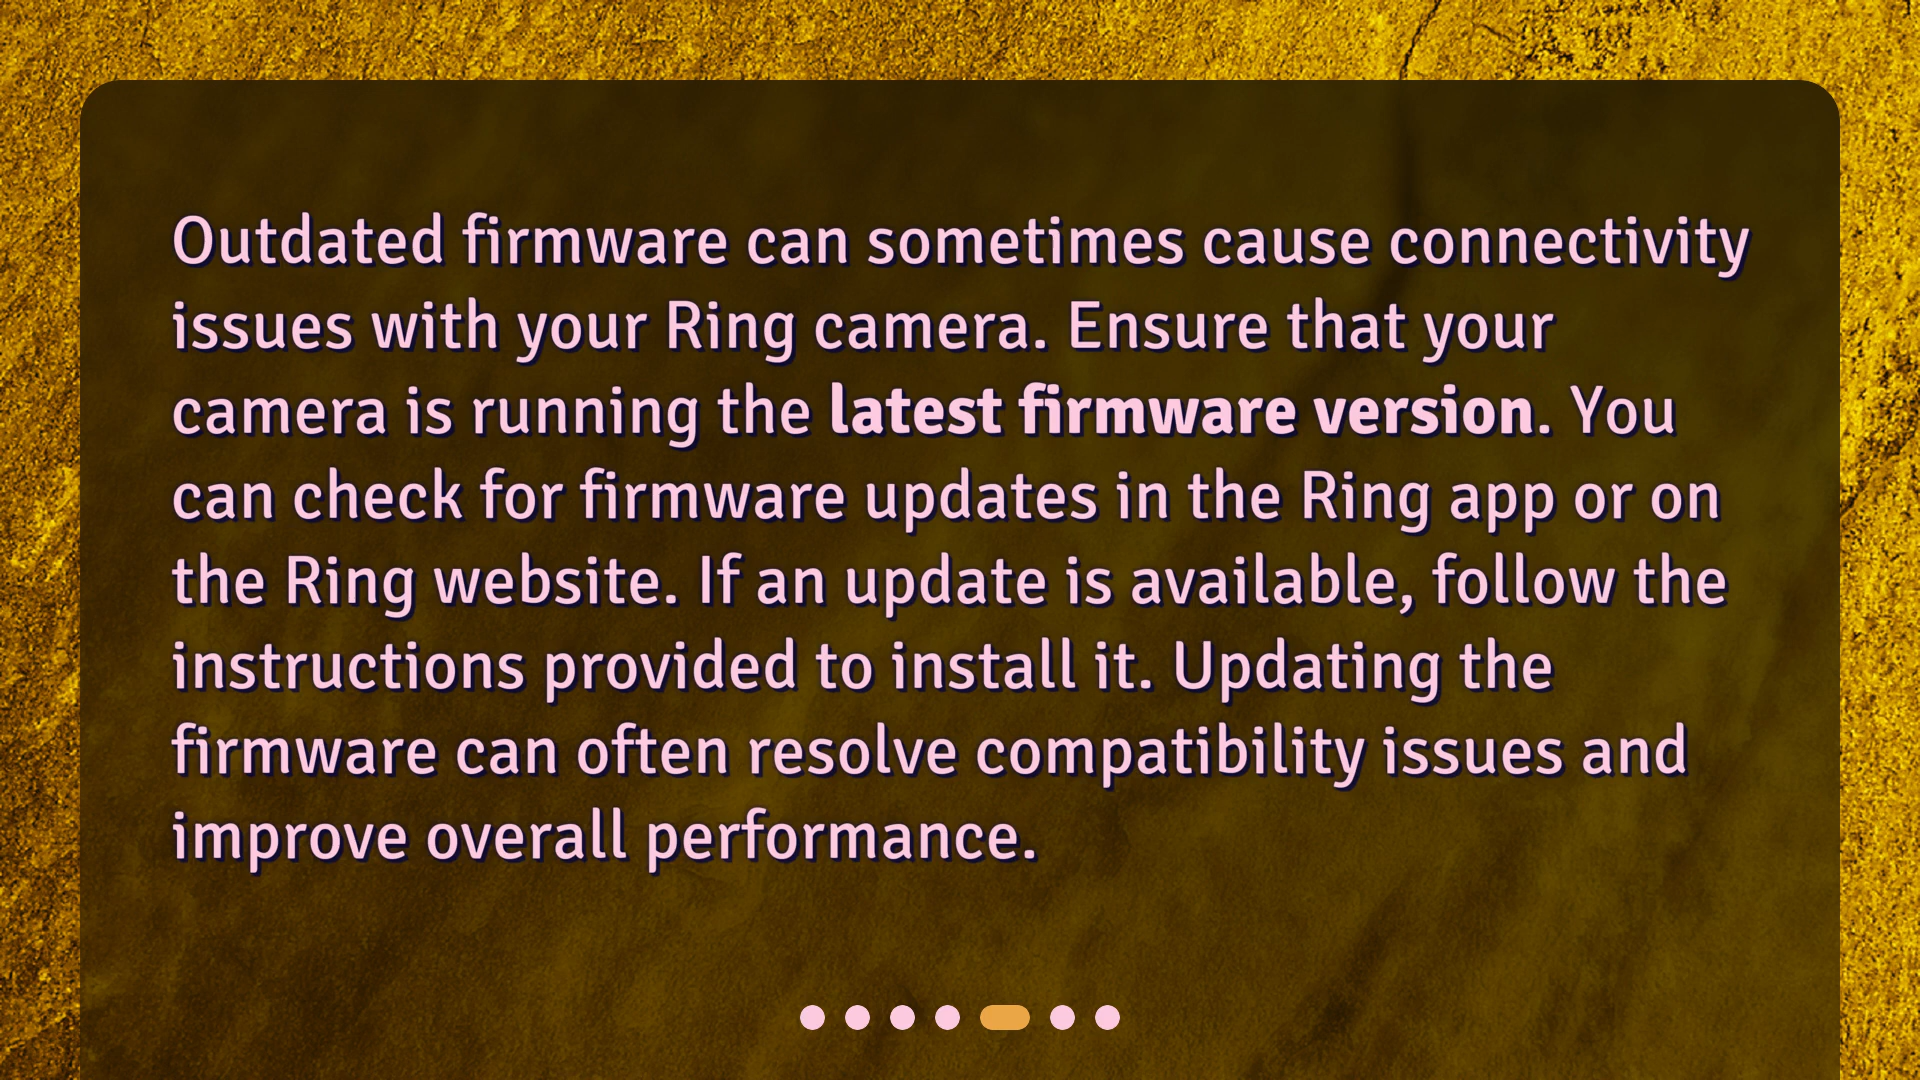 Outdated firmware can sometimes cause connectivity
issues with your Ring camera. Ensure that your
camera is running the latest firmware version. You
can check for firmware updates in the Ring app or on
the Ring website. If an update is available, follow the
instructions provided to install it. Updating the
firmware can often resolve compatibility issues and
improve overall performance.